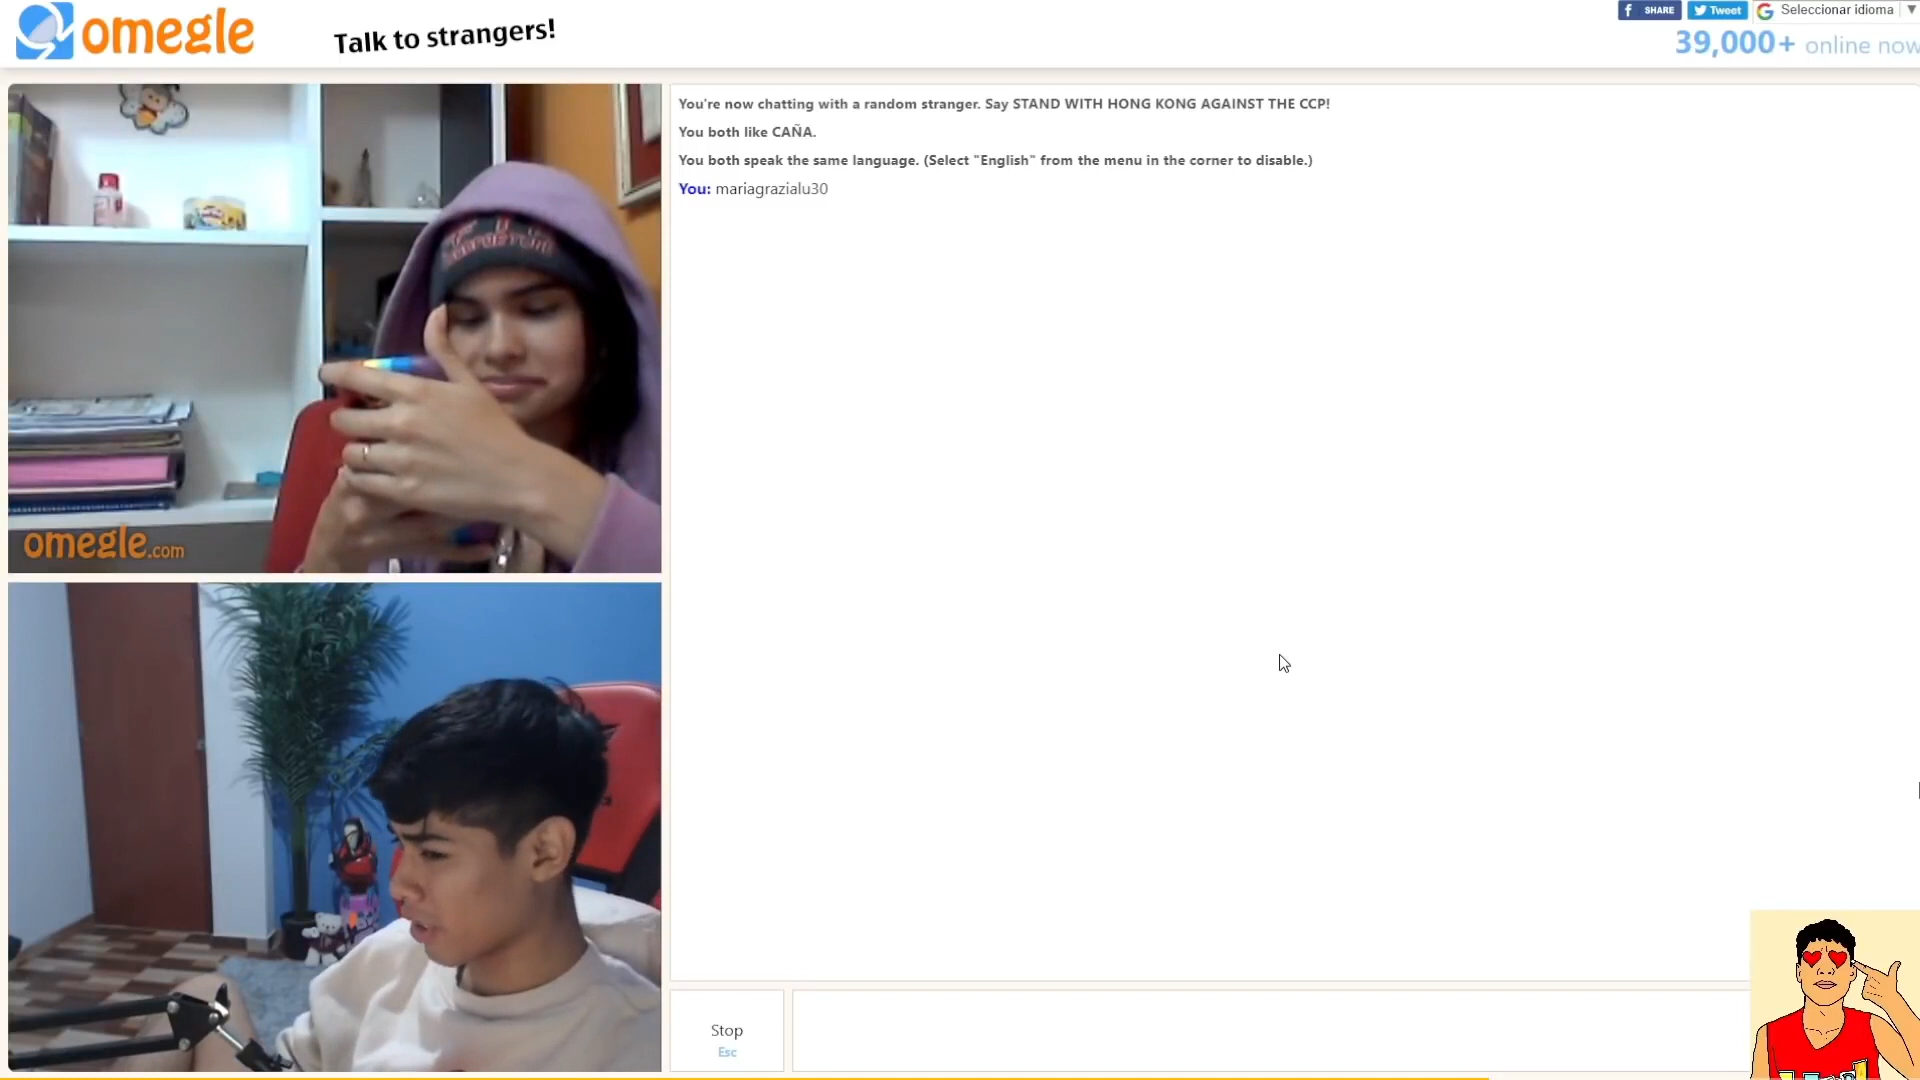 omegle
Talk to strangers!
SHARE
Tweet
Seleccionar idioma
39,000+ online now
You're now chatting with a random stranger. Say STAND WITH HONG KONG AGAINST THE CCP!
You both like CAÑA.
You both speak the same language. (Select "English" from the menu in the corner to disable.)
You: mariagrazialu30
omegle.com
Stop
Esc